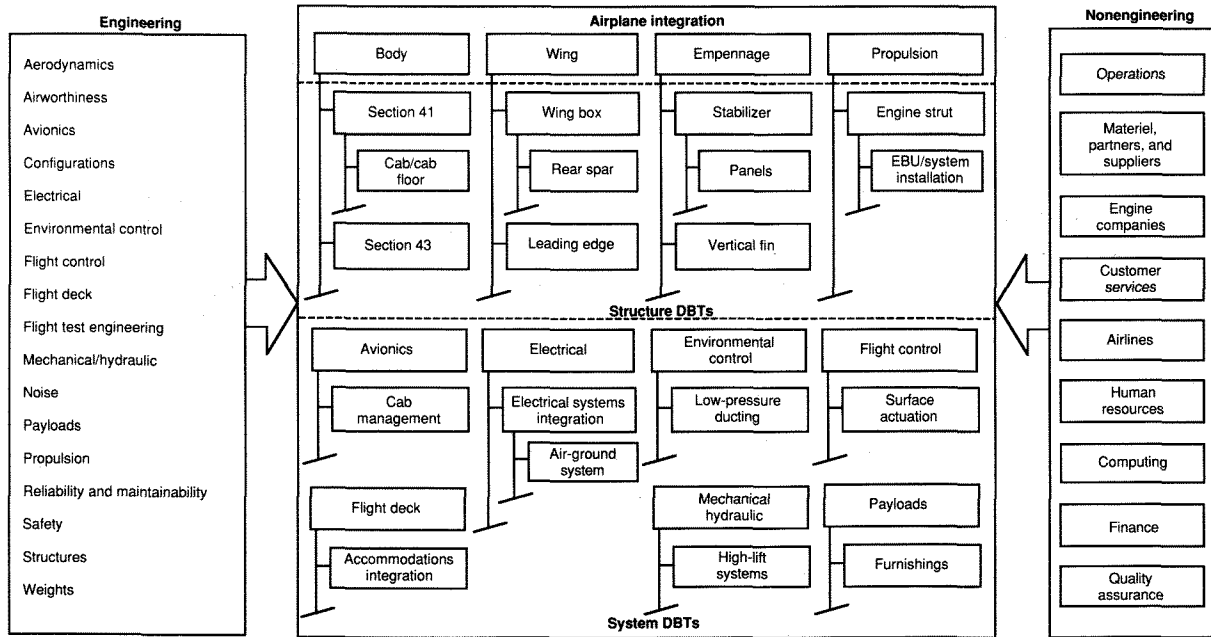 Engineering
Aerodynamics
Airworthiness
Avionics
Configurations
Electrical
Environmental control
Flight control
Flight deck
Flight test engineering
Mechanical/hydraulic
Noise
Payloads
Propulsion
Reliability and maintainability
Safety
Structures
Weights
Airplane integration
Body
Wing
Empennage
Propulsion
Section 41
Wing box
Stabilizer
Engine strut
Cab/cab
floor
Rear spar
Panels
EBU/system
installation
Section 43
Leading edge
Vertical fin
Structure DBTs
Avionics
Electrical
Environmental
control
Flight control
Cab
management
Electrical systems
integration
Low-pressure
ducting
Surface
actuation
Air-ground
system
Flight deck
Mechanical
hydraulic
Payloads
Accommodations
integration
High-lift
systems
Furnishings
System DBTs
Nonengineering
Operations
Materiel,
partners, and
suppliers
Engine
companies
Customer
services
Airlines
Human
resources
Computing
Finance
Quality
assurance